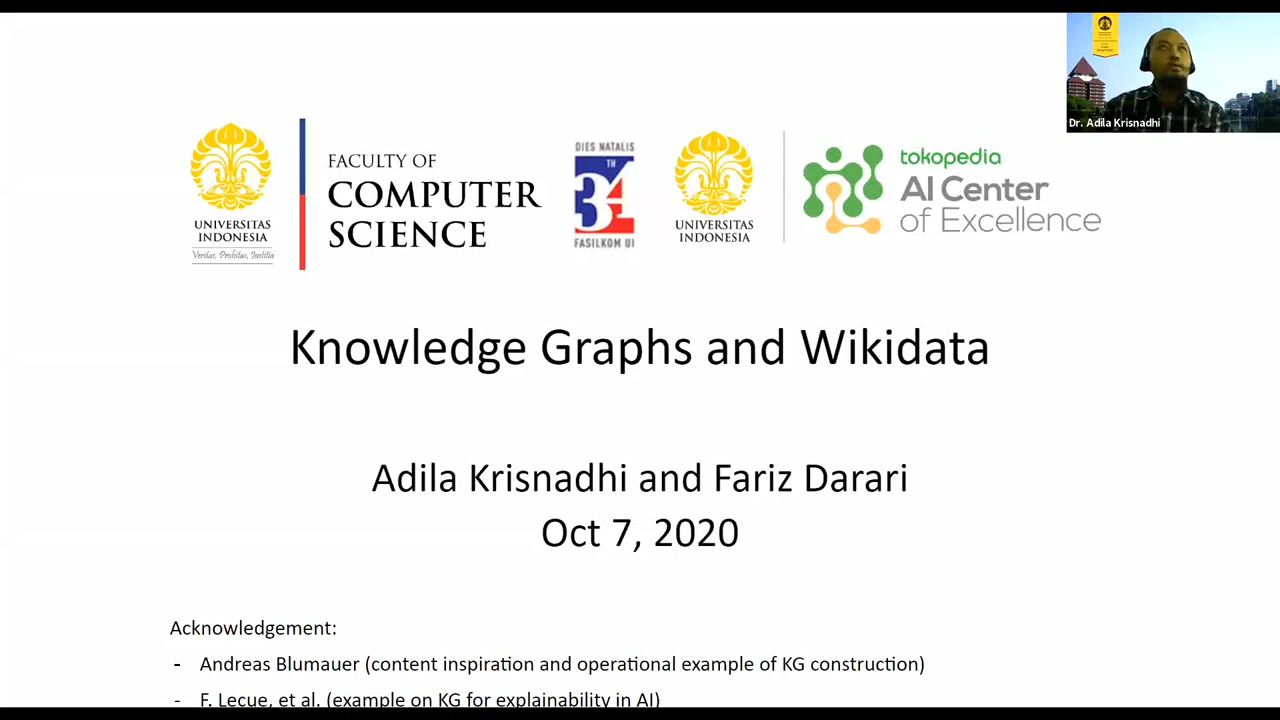 Dr. Adila Krisnadhi
UNIVERSITAS
INDONESIA
Veritas, Probitas, Justitia
FACULTY OF
COMPUTER
SCIENCE
DIES NATALIS
34
TH
FASILKOM UI
UNIVERSITAS
INDONESIA
tokopedia
AI Center
of Excellence
Knowledge Graphs and Wikidata
Adila Krisnadhi and Fariz Darari
Oct 7, 2020
Acknowledgement:
- Andreas Blumauer (content inspiration and operational example of KG construction)
- F. Lecue, et al. (example on KG for explainability in AI)